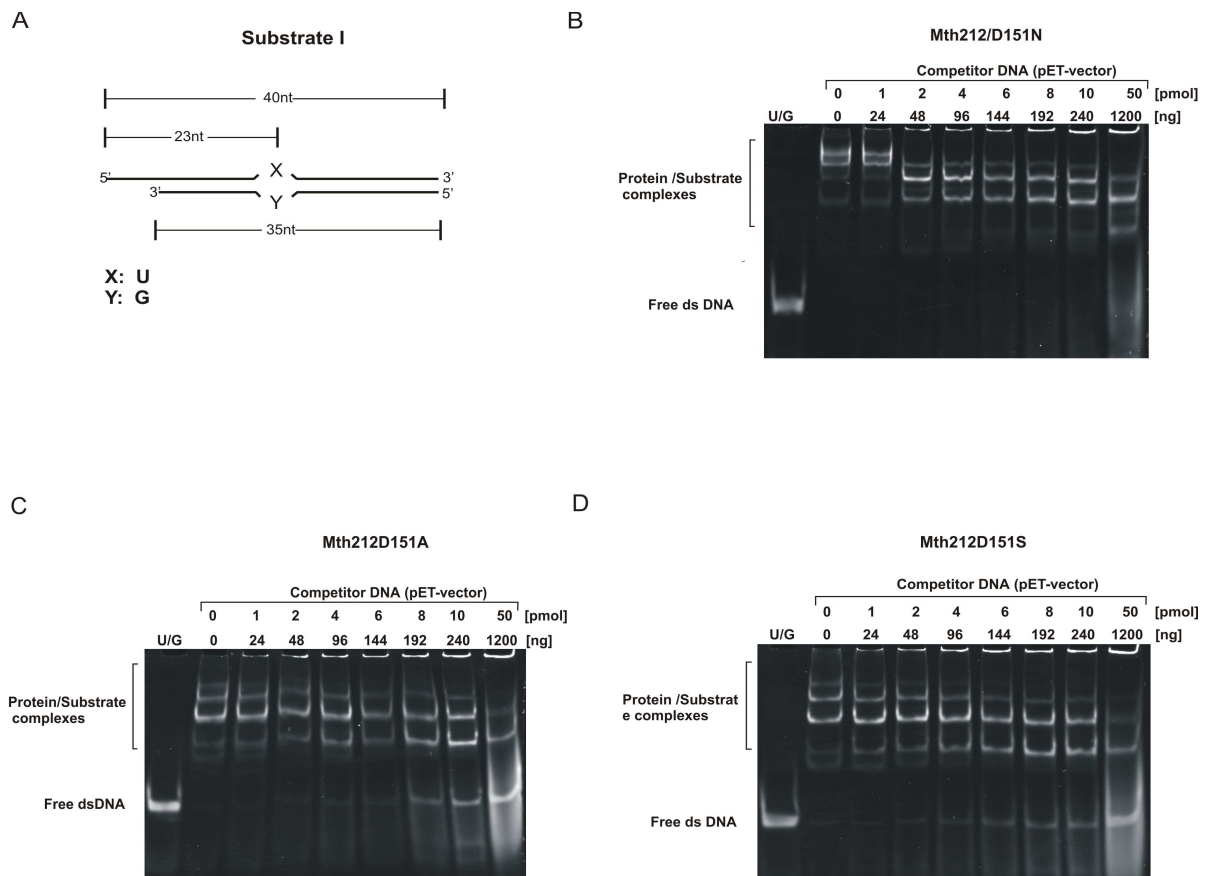 A
Substrate I
40nt
23nt
X
5' 3'
3' 5'
Y
35nt
X: U
Y: G
B
Mth212/D151N
Competitor DNA (pET-vector)
0 1 2 4 6 8 10 50 [pmol]
U/G 0 24 48 96 144 192 240 1200 [ng]
Protein /Substrate
complexes
Free ds DNA
C
Mth212D151A
Competitor DNA (pET-vector)
0 1 2 4 6 8 10 50 [pmol]
U/G 0 24 48 96 144 192 240 1200 [ng]
Protein/Substrate
complexes
Free dsDNA
D
Mth212D151S
Competitor DNA (pET-vector)
0 1 2 4 6 8 10 50 [pmol]
U/G 0 24 48 96 144 192 240 1200 [ng]
Protein /Substrat
e complexes
Free ds DNA